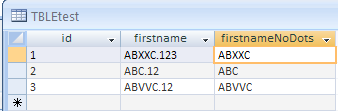 TBLEtest
id firstname firstnameNoDots
1 ABXXC.123 ABXXC
2 ABC.12 ABC
3 ABVVC.12 ABVVC